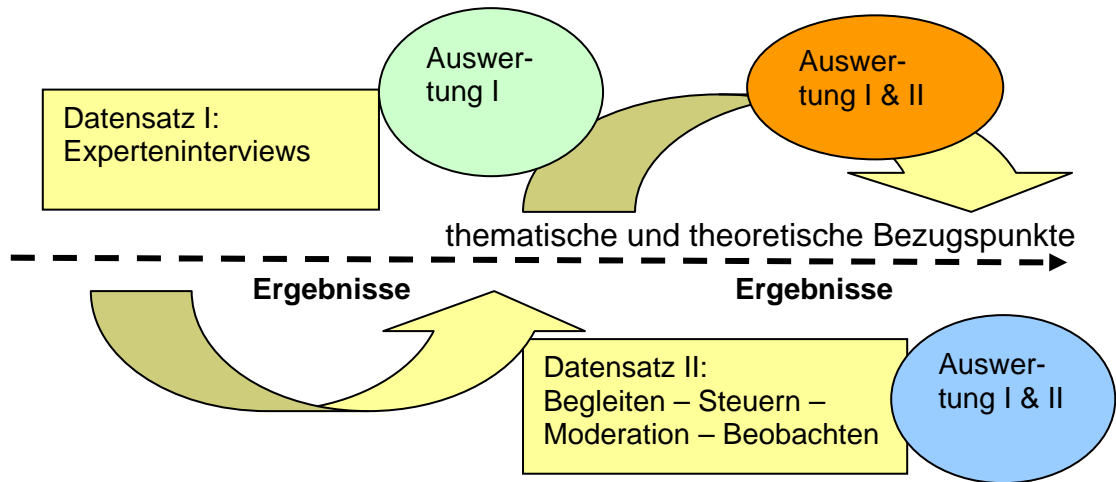 Auswer-
tung I
Auswer-
tung I & II
Datensatz I:
Experteninterviews
thematische und theoretische Bezugspunkte
Ergebnisse
Ergebnisse
Datensatz II:
Begleiten – Steuern –
Moderation – Beobachten
Auswer-
tung I & II